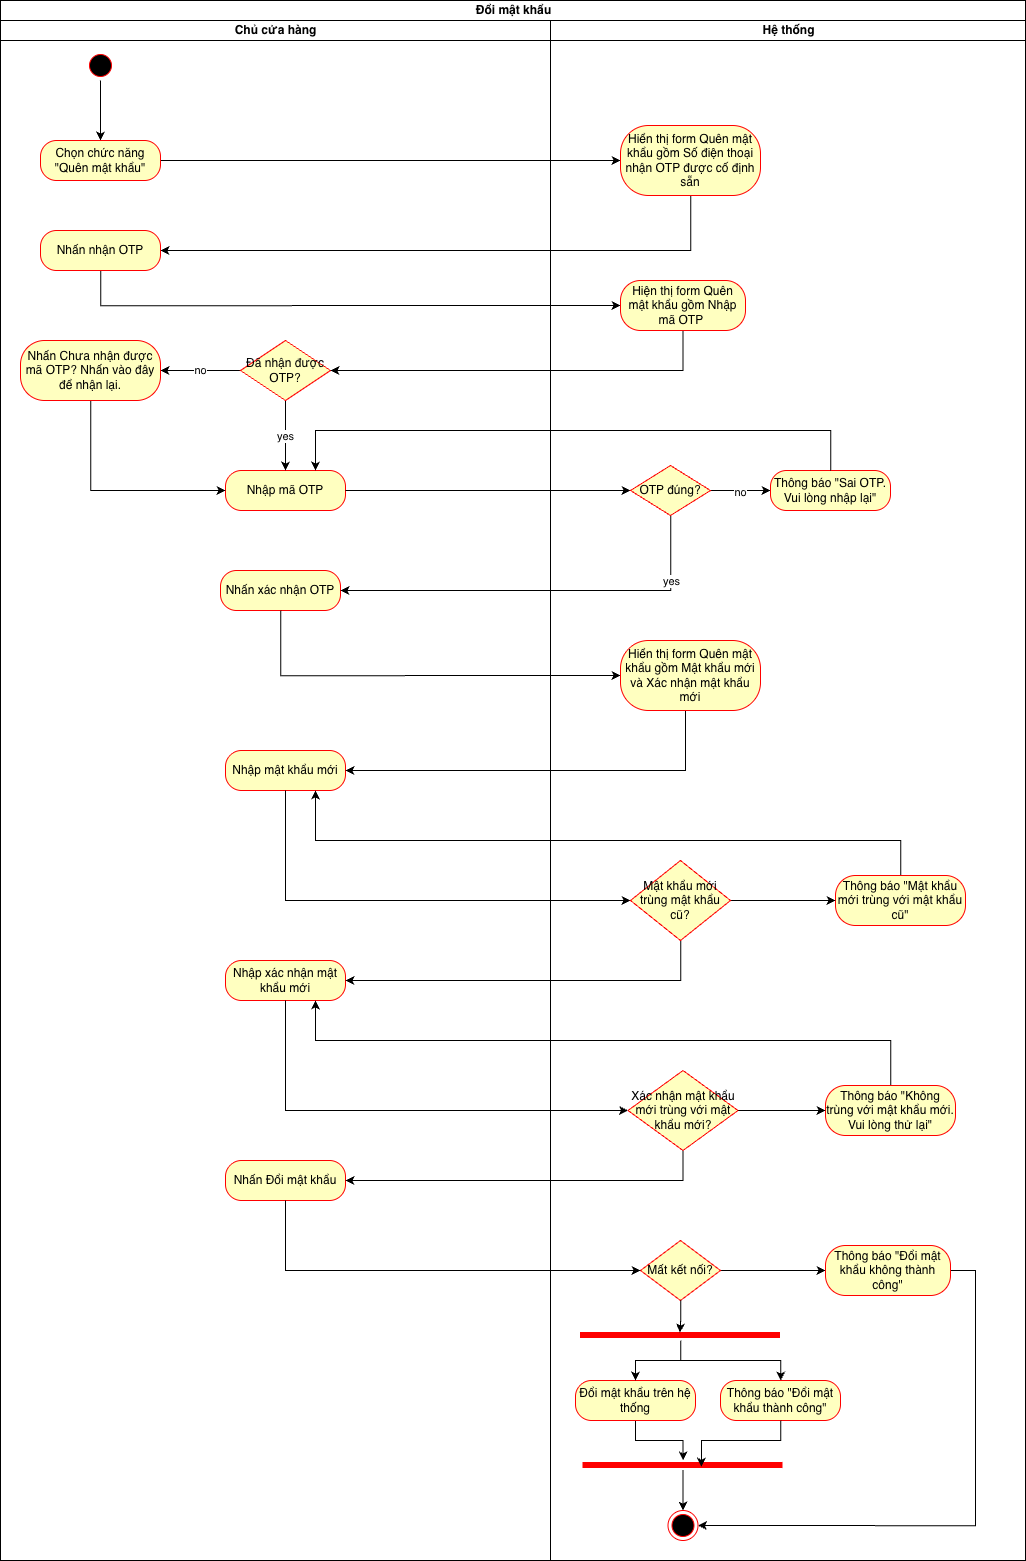 Đổi mật khẩu
Chủ cửa hàng
Hệ thống
Chọn chức năng
"Quên mật khẩu"
Hiển thị form Quên mật
khẩu gồm Số điện thoại
nhận OTP được cố định
sẵn
Nhấn nhận OTP
Hiện thị form Quên
mật khẩu gồm Nhập
mã OTP
Nhấn Chưa nhận được
mã OTP? Nhấn vào đây
để nhận lại.
no
Đã nhận được
OTP?
yes
Nhập mã OTP
OTP đúng?
no
Thông báo "Sai OTP.
Vui lòng nhập lại"
yes
Nhấn xác nhận OTP
Hiển thị form Quên mật
khẩu gồm Mật khẩu mới
và Xác nhận mật khẩu
mới
Nhập mật khẩu mới
Mật khẩu mới
trùng mật khẩu
cũ?
Thông báo "Mật khẩu
mới trùng với mật khẩu
cũ"
Nhập xác nhận mật
khẩu mới
Xác nhận mật khẩu
mới trùng với mật
khẩu mới?
Thông báo "Không
trùng với mật khẩu mới.
Vui lòng thử lại"
Nhấn Đổi mật khẩu
Mất kết nối?
Thông báo "Đổi mật
khẩu không thành
công"
Đổi mật khẩu trên hệ
thống
Thông báo "Đổi mật
khẩu thành công"